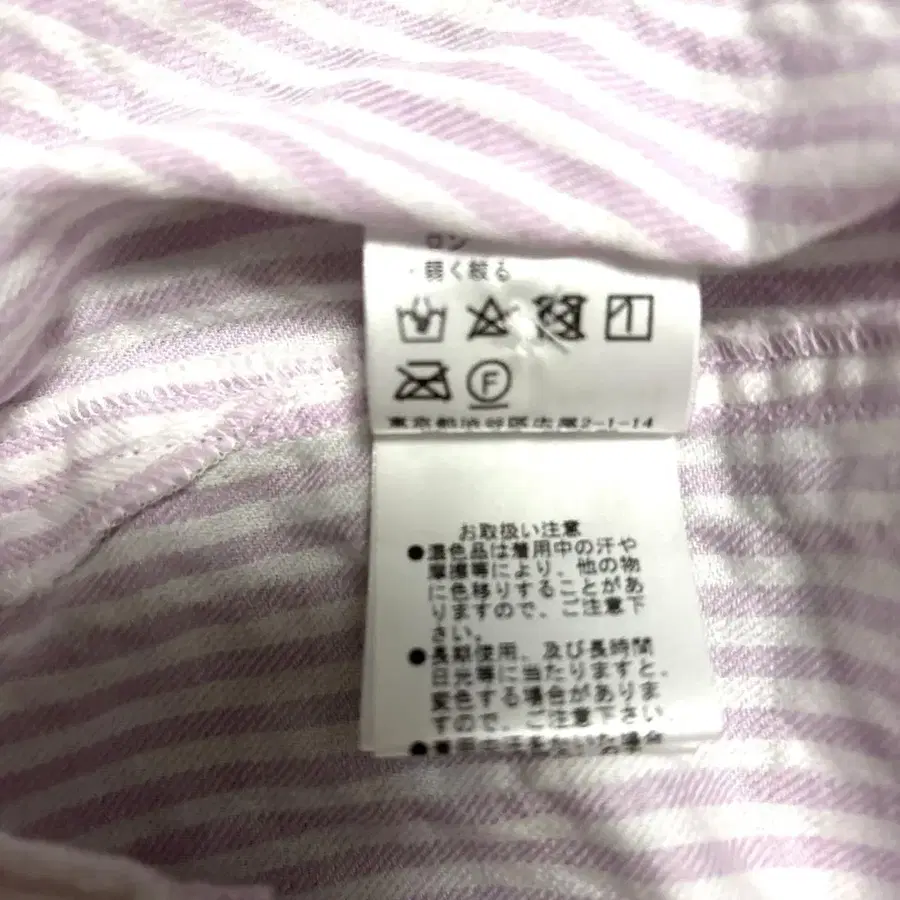 ロン
・弱く絞る
F
東京都渋谷区広尾2-1-14
お取扱い注意
●濃色品は着用中の汗や
摩擦等により、他の物
に色移りすることがあ
りますので、ご注意下
さい。
●長期使用、及び長時間
日光等に当たりますと、
変色する場合がありま
すので、ご注意下さい